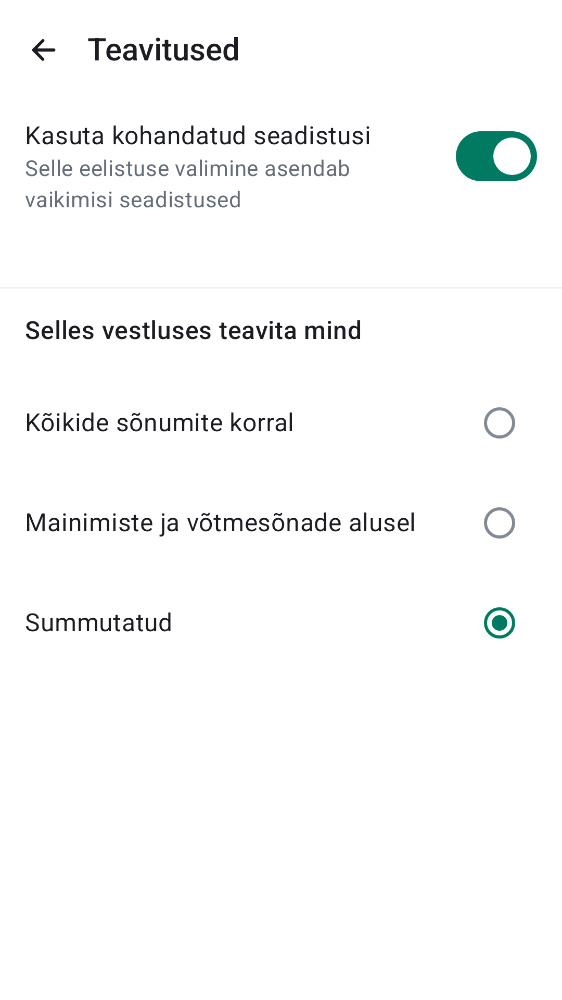 Teavitused
Kasuta kohandatud seadistusi
Selle eelistuse valimine asendab
vaikimisi seadistused
Selles vestluses teavita mind
Kõikide sõnumite korral
Mainimiste ja võtmesõnade alusel
Summutatud